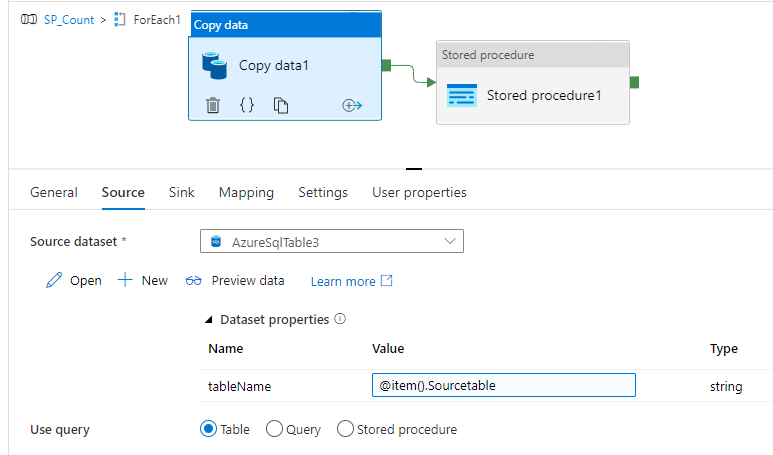 SP_Count > ForEach1
Copy data
Copy data1
Stored procedure
Stored procedure1
General Source Sink Mapping Settings User properties
Source dataset * AzureSqlTable3
Open New Preview data Learn more
Dataset properties
Name Value Type
tableName @item().Sourcetable string
Use query Table Query Stored procedure